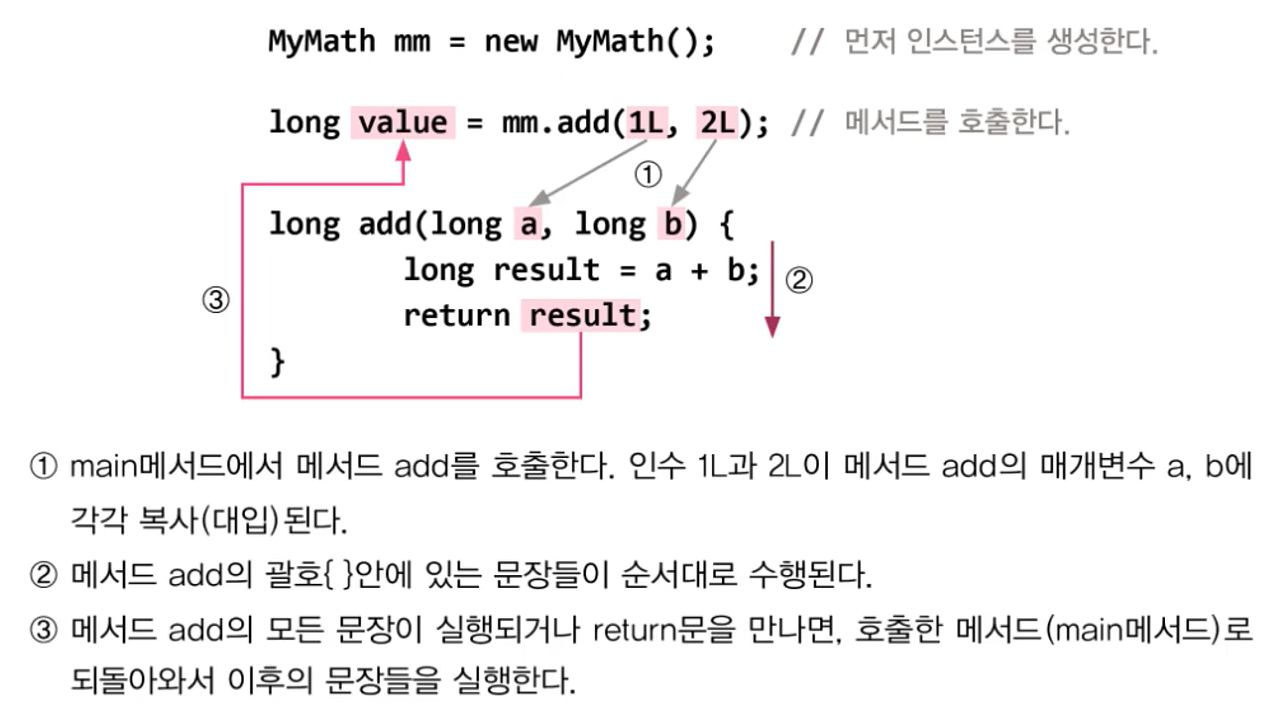 MyMath mm = new MyMath(); // 먼저 인스턴스를 생성한다.
long value = mm.add(1L, 2L); // 메서드를 호출한다.
①
long add(long a, long b) {
long result = a + b;
②
③
return result;
}
① main메서드에서 메서드 add를 호출한다. 인수 1L과 2L이 메서드 add의 매개변수 a, b에
각각 복사(대입)된다.
② 메서드 add의 괄호{ }안에 있는 문장들이 순서대로 수행된다.
③ 메서드 add의 모든 문장이 실행되거나 return문을 만나면, 호출한 메서드(main메서드)로
되돌아와서 이후의 문장들을 실행한다.